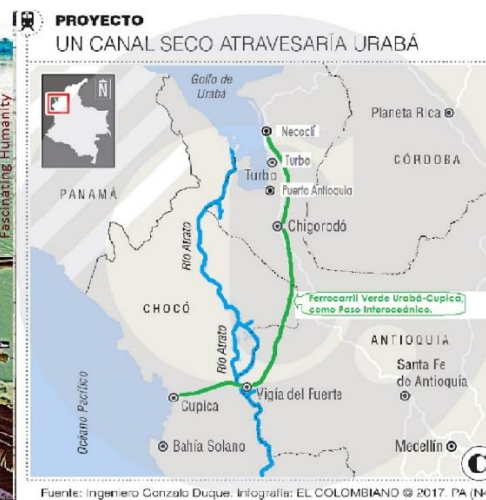 PROYECTO
UN CANAL SECO ATRAVESARÍA URABÁ
Fascinating Humanity
Ñ
Golfo de
Urabá
Planeta Rica
Necoclí
CÓRDOBA
Turbo
Turbo
Puerto Antioquia
PANAMÁ
Chigorodó
Río Atrato
Ferrocarril Verde Urabá-Cupica,
como Paso Interoceánico.
CHOCÓ
ANTIOQUIA
Río Atrato
Santa Fe
de Antioquia
Océano Pacífico
Vigía del Fuerte
Cupica
Bahía Solano
Medellín
C
Fuente: Ingeniero Gonzalo Duque. Infografía: EL COLOMBIANO © 2017. PA (N4